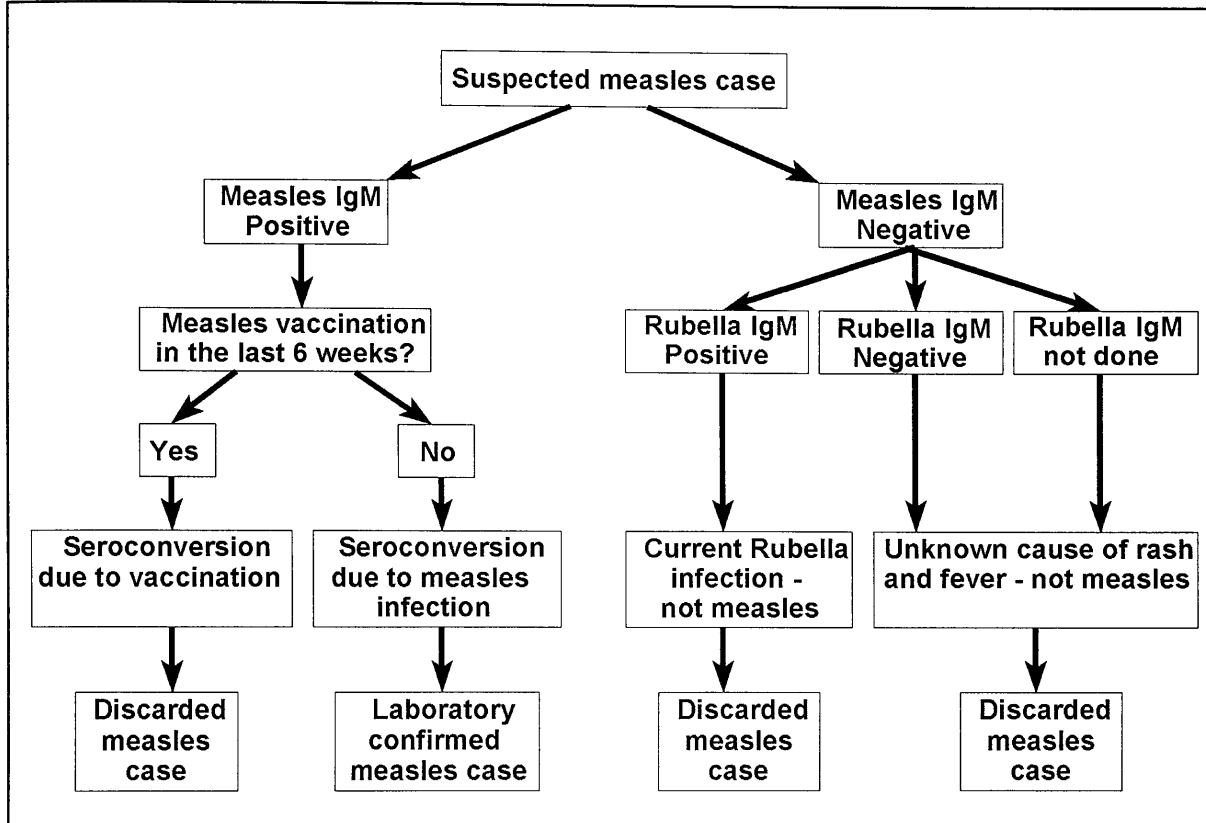 Suspected measles case
Measles IgM
Positive
Measles IgM
Negative
Measles vaccination
in the last 6 weeks?
Rubella IgM
Positive
Rubella IgM
Negative
Rubella IgM
not done
Yes
No
Seroconversion
due to vaccination
Seroconversion
due to measles
infection
Current Rubella
infection -
not measles
Unknown cause of rash
and fever - not measles
Discarded
measles
case
Laboratory
confirmed
measles case
Discarded
measles
case
Discarded
measles
case